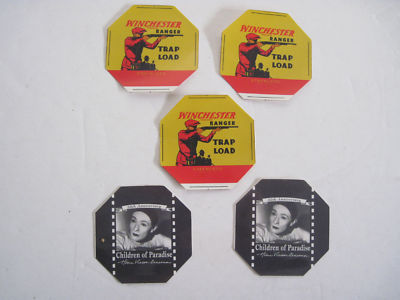 WINCHESTER
RANGER
TRAP
LOAD
WINCHESTER
RANGER
TRAP
LOAD
WINCHESTER
RANGER
TRAP
LOAD
Children of Paradise
Children of Paradise